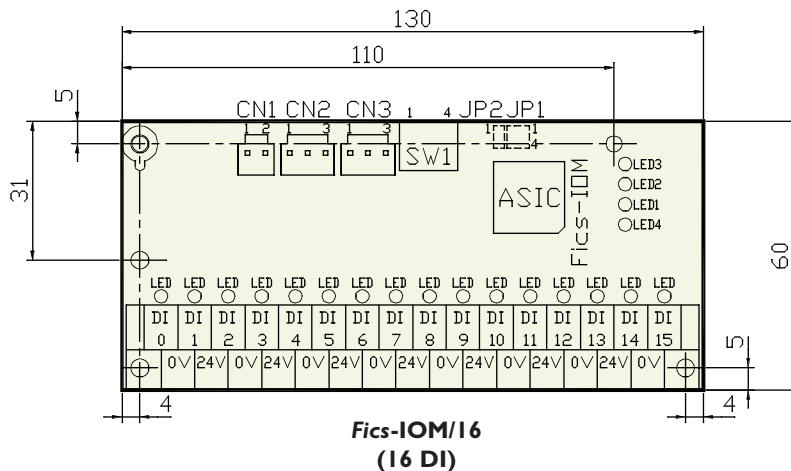 130
110
5
31
60
CN1 CN2 CN3 1 4 JP2 JP1
1 2 1 3 1 3 1 1
4
SW1
ASIC
Fics-IOM
LED3
LED2
LED1
LED4
LED LED LED LED LED LED LED LED LED LED LED LED LED LED LED LED
DI DI DI DI DI DI DI DI DI DI DI DI DI DI DI DI
0 1 2 3 4 5 6 7 8 9 10 11 12 13 14 15
0V 24V 0V 24V 0V 24V 0V 24V 0V 24V 0V 24V 0V 24V 0V
5
4 4
Fics-IOM/16
(16 DI)